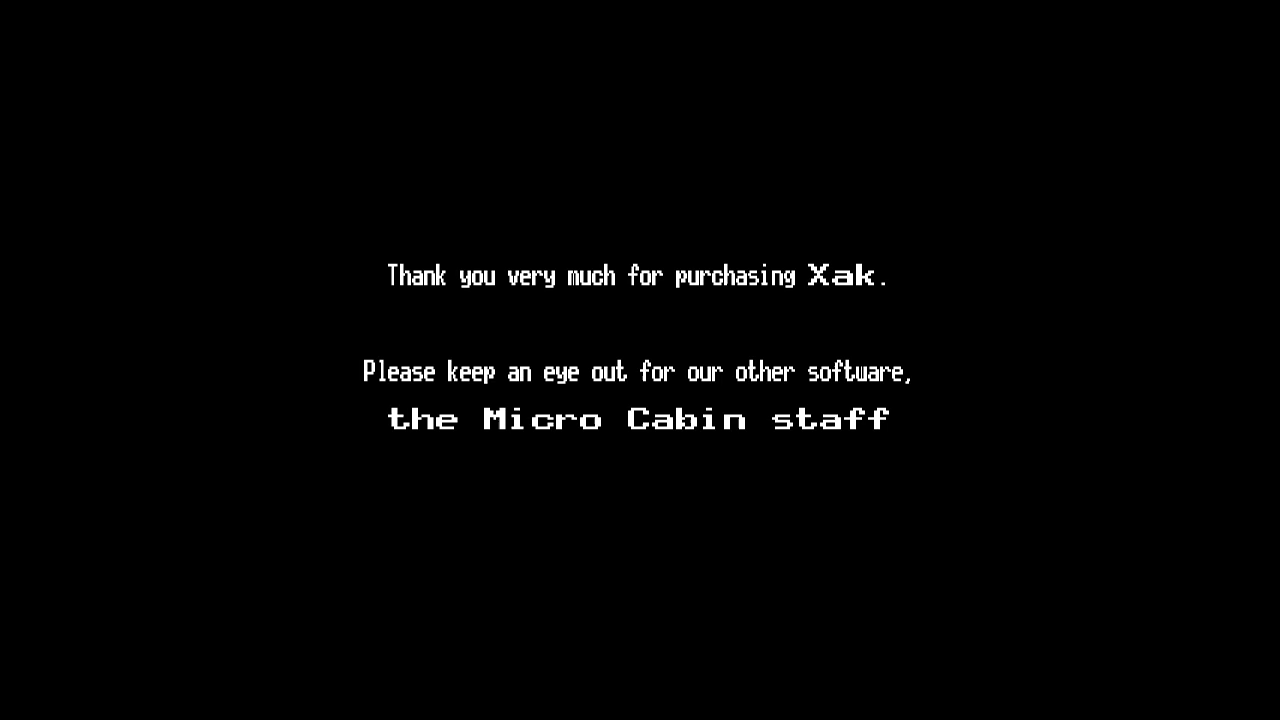 Thank you very much for purchasing Xak.
Please keep an eye out for our other software,
the Micro Cabin staff